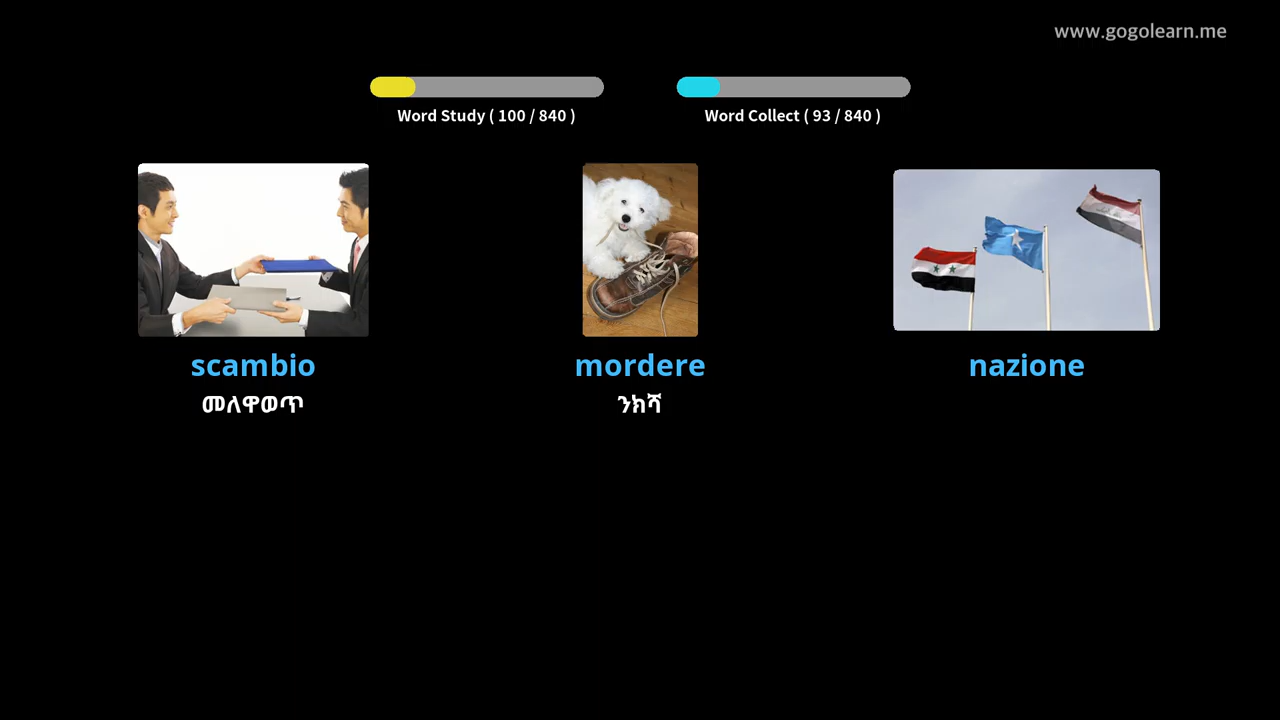 www.gogolearn.me
Word Study ( 100 / 840 )
Word Collect ( 93 / 840 )
scambio
mordere
nazione
መለዋወጥ
ንክሻ